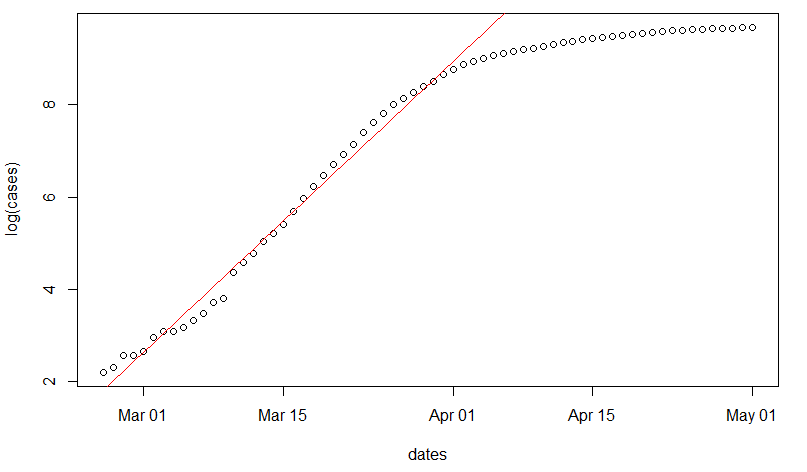 log(cases)
8
6
4
2
Mar 01
Mar 15
Apr 01
Apr 15
May 01
dates